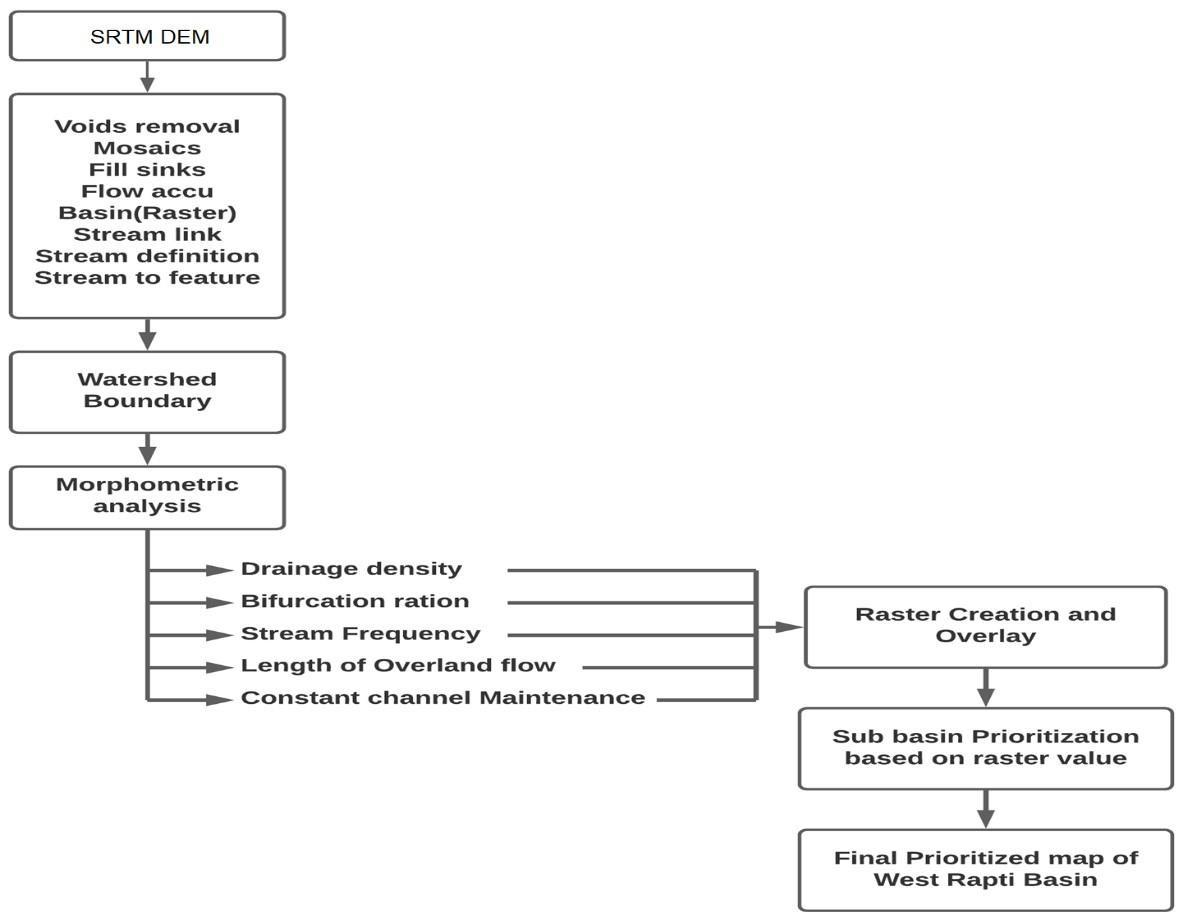 SRTM DEM
Voids removal
Mosaics
Fill sinks
Flow accu
Basin(Raster)
Stream link
Stream definition
Stream to feature
Watershed
Boundary
Morphometric
analysis
Drainage density
Bifurcation ration
Stream Frequency
Length of Overland flow
Constant channel Maintenance
Raster Creation and
Overlay
Sub basin Prioritization
based on raster value
Final Prioritized map of
West Rapti Basin